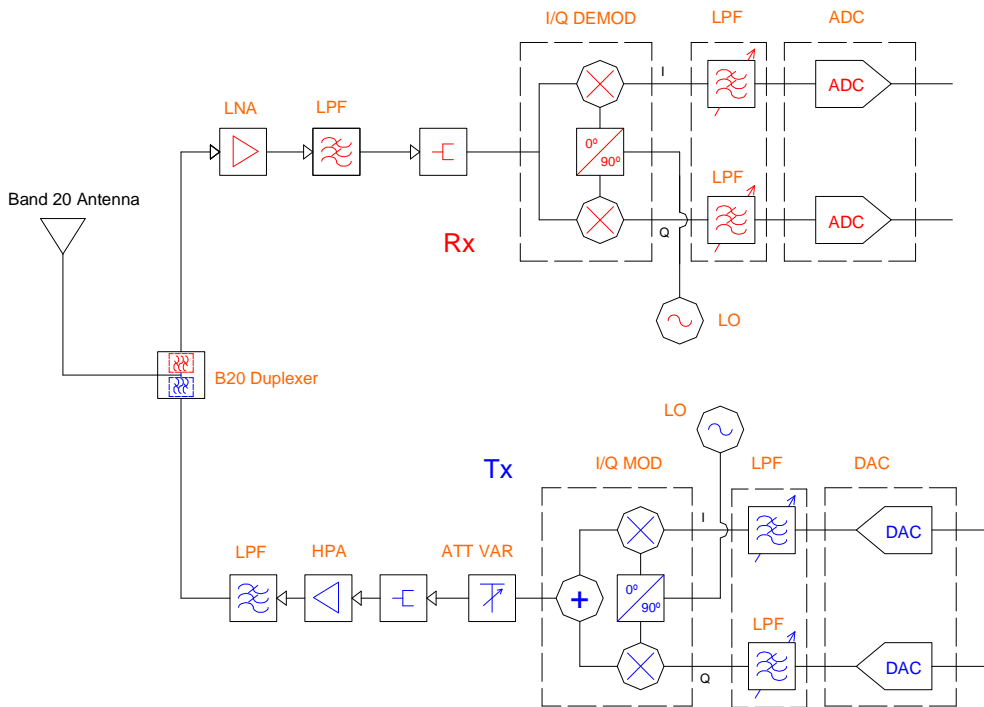 I/Q DEMOD
LPF
ADC
I
LNA
LPF
ADC
0º
90º
LPF
Band 20 Antenna
ADC
Q
Rx
LO
B20 Duplexer
LO
Tx
I/Q MOD
LPF
DAC
I
DAC
LPF
HPA
ATT VAR
0º
90º
+
LPF
DAC
Q